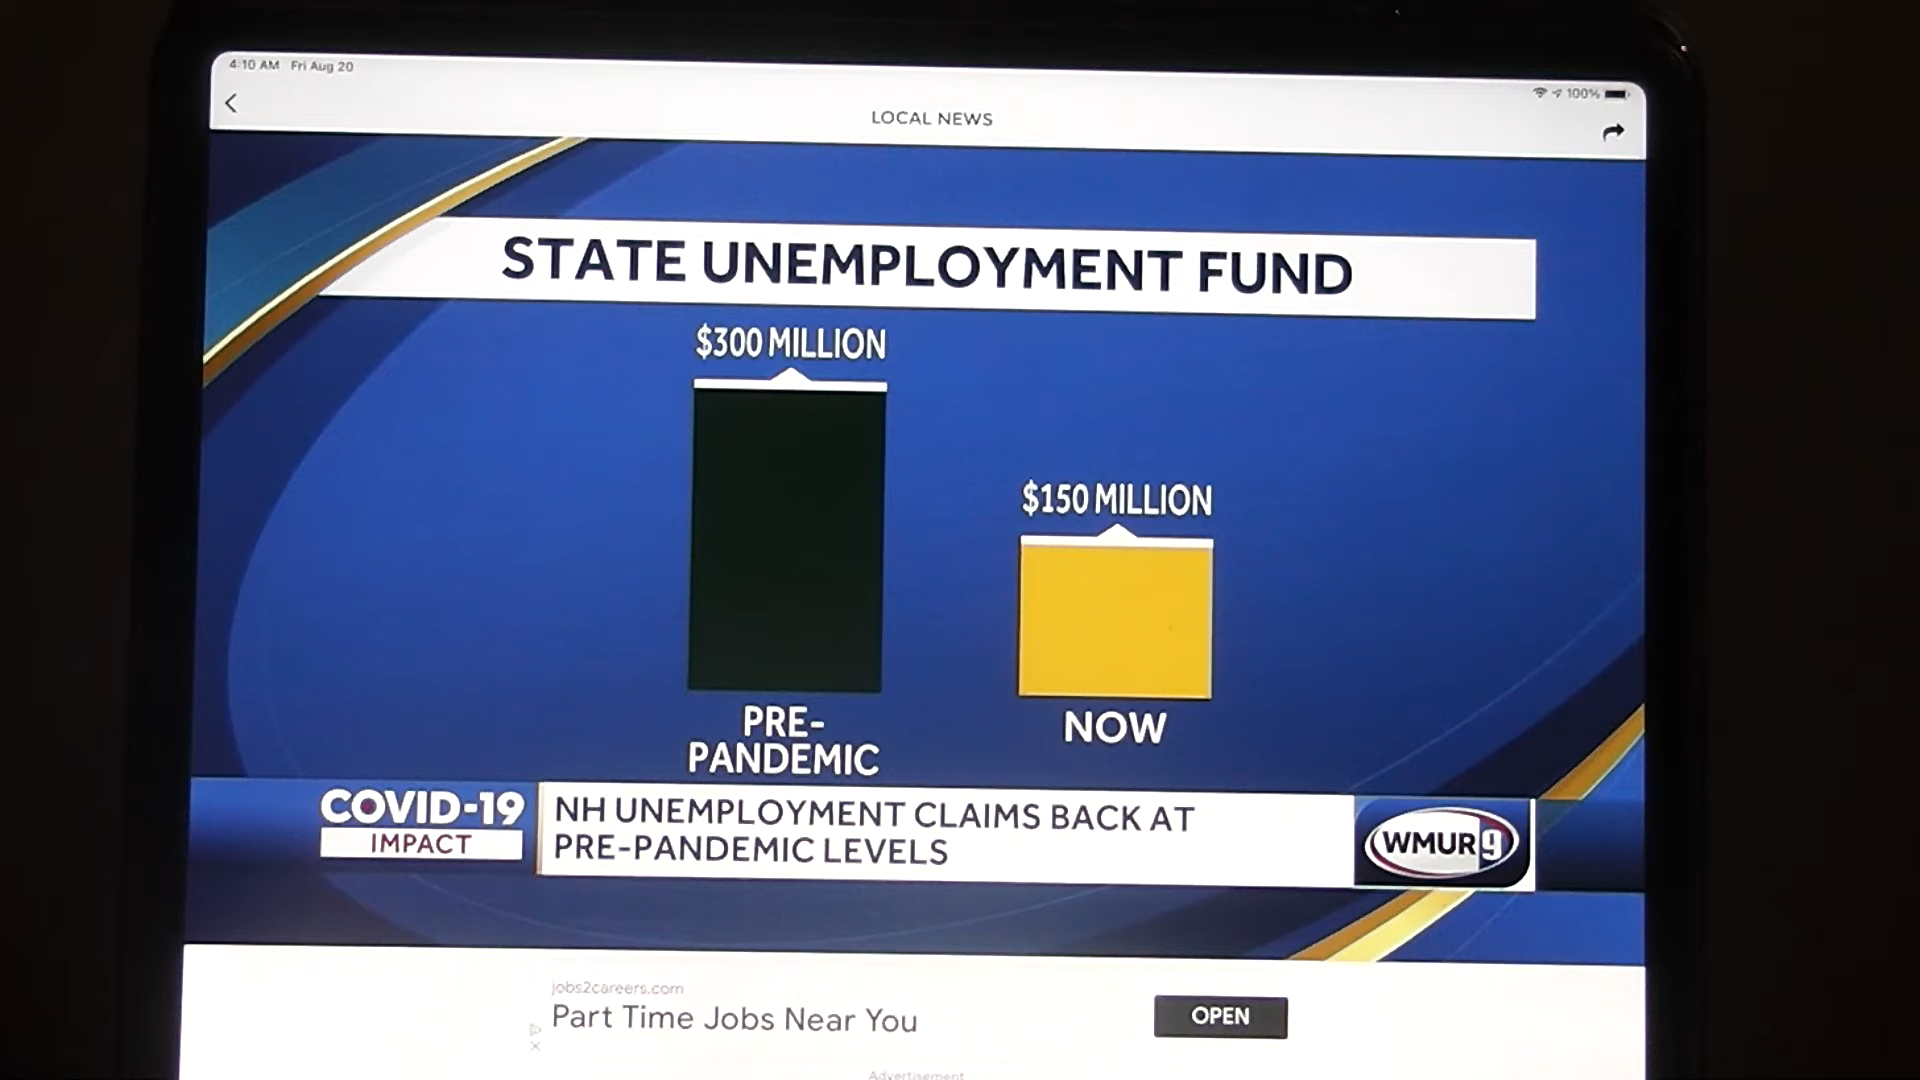 4:10 AM Fri Aug 20
100%
LOCAL NEWS
STATE UNEMPLOYMENT FUND
$300 MILLION
$150 MILLION
PRE-
PANDEMIC
NOW
COVID-19
IMPACT
NH UNEMPLOYMENT CLAIMS BACK AT
PRE-PANDEMIC LEVELS
WMUR 9
jobs2careers.com
Part Time Jobs Near You
OPEN
Advertisement